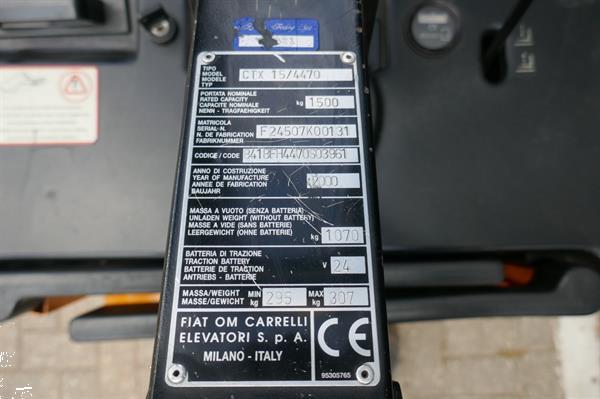 TIPO
MODEL
MODELE
TYP
CTX 15/4470
PORTATA NOMINALE
RATED CAPACITY
CAPACITE NOMINALE
NENN - TRAGFAEHIGKEIT
kg 1500
MATRICOLA
SERIAL-N.
N. DE FABRICATION
FABRIKNUMMER
F24507K00131
CODICE / CODE
ANNO DI COSTRUZIONE
YEAR OF MANUFACTURE
ANNEE DE FABRICATION
BAUJAHR
2000
MASSA A VUOTO (SENZA BATTERIA)
UNLADEN WEIGHT (WITHOUT BATTERY)
MASSE A VIDE (SANS BATTERIE)
LEERGEWICHT (OHNE BATTERIE)
kg 1070
BATTERIA DI TRAZIONE
TRACTION BATTERY
BATTERIE DE TRACTION
ANTRIEBS - BATTERIE
V 24
MASSA/WEIGHT
MASSE/GEWICHT
MIN kg 295
MAX kg 307
FIAT OM CARRELLI
ELEVATORI S. p. A.
MILANO - ITALY
CE
95305765